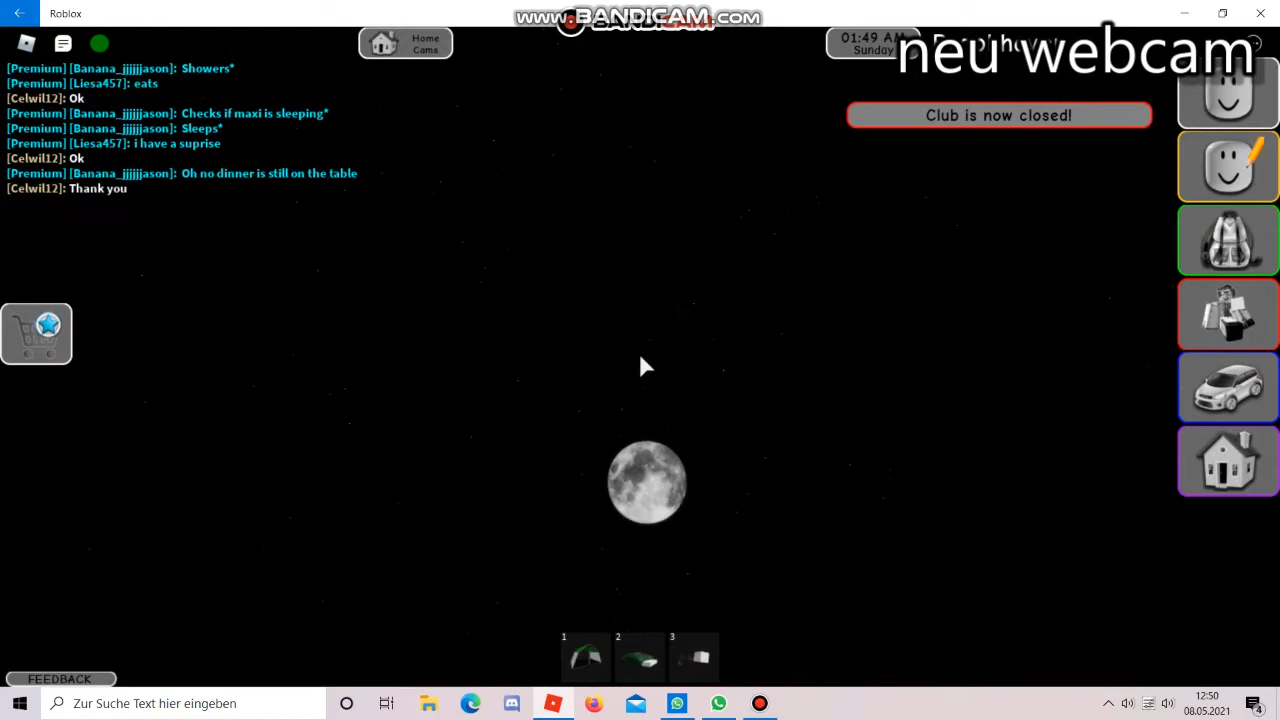 Roblox
www.BANDICAM.com
Home
Cams
01:49 AM
Sunday
neu webcam
[Premium] [Banana_jjjjjjason]: Showers*
[Premium] [Liesa457]: eats
[Celwil12]: Ok
[Premium] [Banana_jjjjjjason]: Checks if maxi is sleeping*
[Premium] [Banana_jjjjjjason]: Sleeps*
[Premium] [Liesa457]: i have a suprise
[Celwil12]: Ok
[Premium] [Banana_jjjjjjason]: Oh no dinner is still on the table
[Celwil12]: Thank you
Club is now closed!
1 2 3
FEEDBACK
Zur Suche Text hier eingeben
12:50
08.05.2021
4